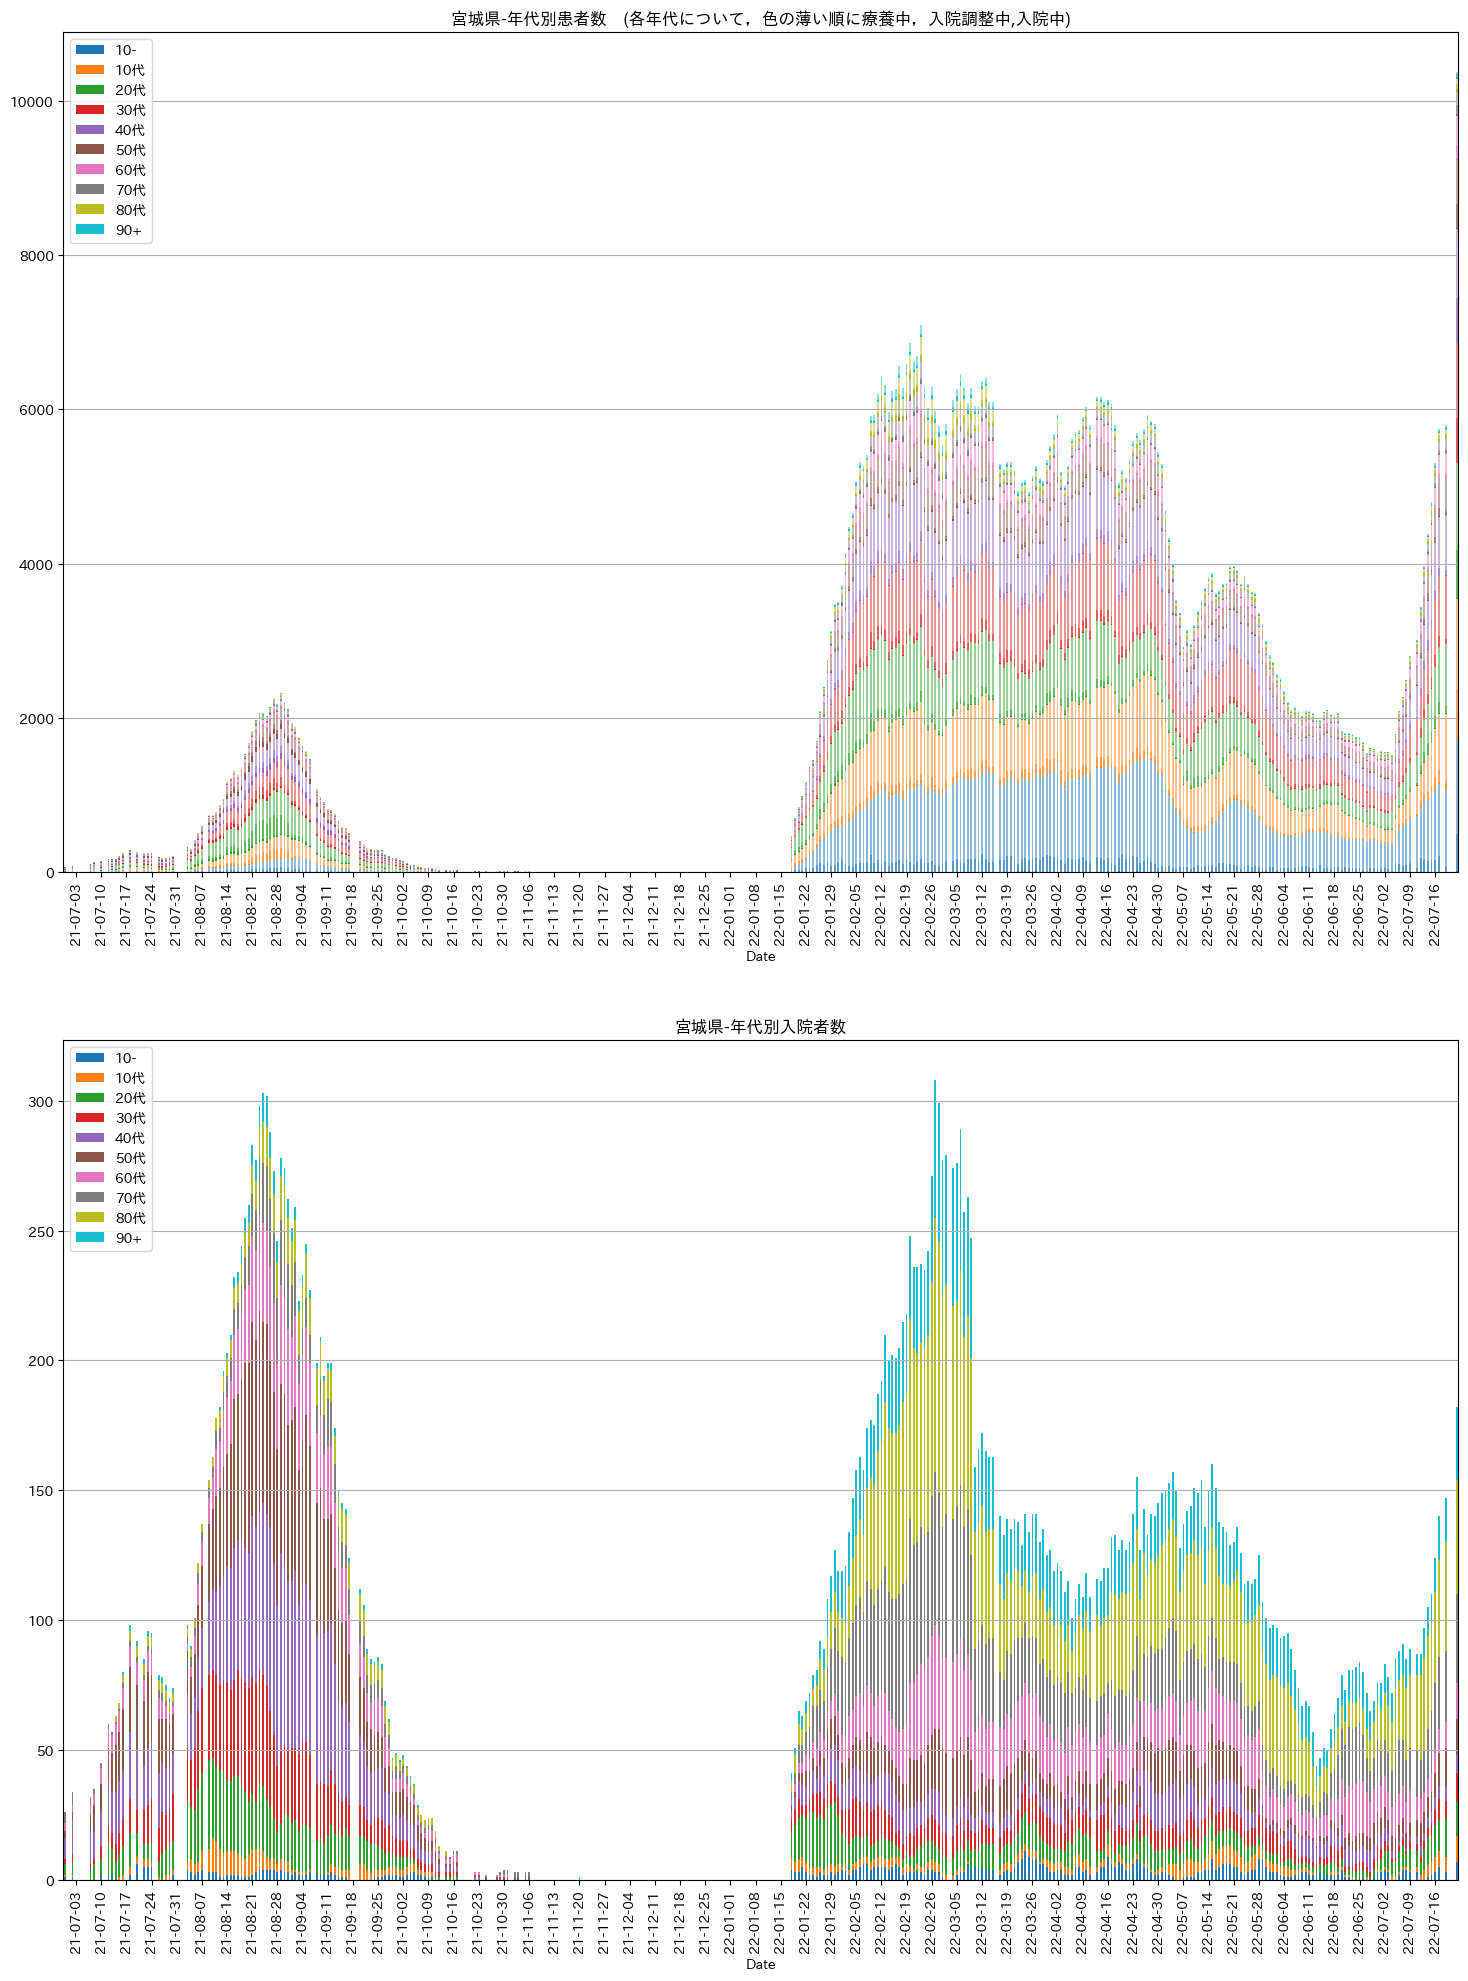 宮城県-年代別患者数　(各年代について，色の薄い順に療養中，入院調整中,入院中)
10-
10代
20代
30代
40代
50代
60代
70代
80代
90+
10000
8000
6000
4000
2000
0
21-07-03 21-07-10 21-07-17 21-07-24 21-07-31 21-08-07 21-08-14 21-08-21 21-08-28 21-09-04 21-09-11 21-09-18 21-09-25 21-10-02 21-10-09 21-10-16 21-10-23 21-10-30 21-11-06 21-11-13 21-11-20 21-11-27 21-12-04 21-12-11 21-12-18 21-12-25 22-01-01 22-01-08 22-01-15 22-01-22 22-01-29 22-02-05 22-02-12 22-02-19 22-02-26 22-03-05 22-03-12 22-03-19 22-03-26 22-04-02 22-04-09 22-04-16 22-04-23 22-04-30 22-05-07 22-05-14 22-05-21 22-05-28 22-06-04 22-06-11 22-06-18 22-06-25 22-07-02 22-07-09 22-07-16
Date
宮城県-年代別入院者数
10-
10代
20代
30代
40代
50代
60代
70代
80代
90+
300
250
200
150
100
50
0
21-07-03 21-07-10 21-07-17 21-07-24 21-07-31 21-08-07 21-08-14 21-08-21 21-08-28 21-09-04 21-09-11 21-09-18 21-09-25 21-10-02 21-10-09 21-10-16 21-10-23 21-10-30 21-11-06 21-11-13 21-11-20 21-11-27 21-12-04 21-12-11 21-12-18 21-12-25 22-01-01 22-01-08 22-01-15 22-01-22 22-01-29 22-02-05 22-02-12 22-02-19 22-02-26 22-03-05 22-03-12 22-03-19 22-03-26 22-04-02 22-04-09 22-04-16 22-04-23 22-04-30 22-05-07 22-05-14 22-05-21 22-05-28 22-06-04 22-06-11 22-06-18 22-06-25 22-07-02 22-07-09 22-07-16
Date